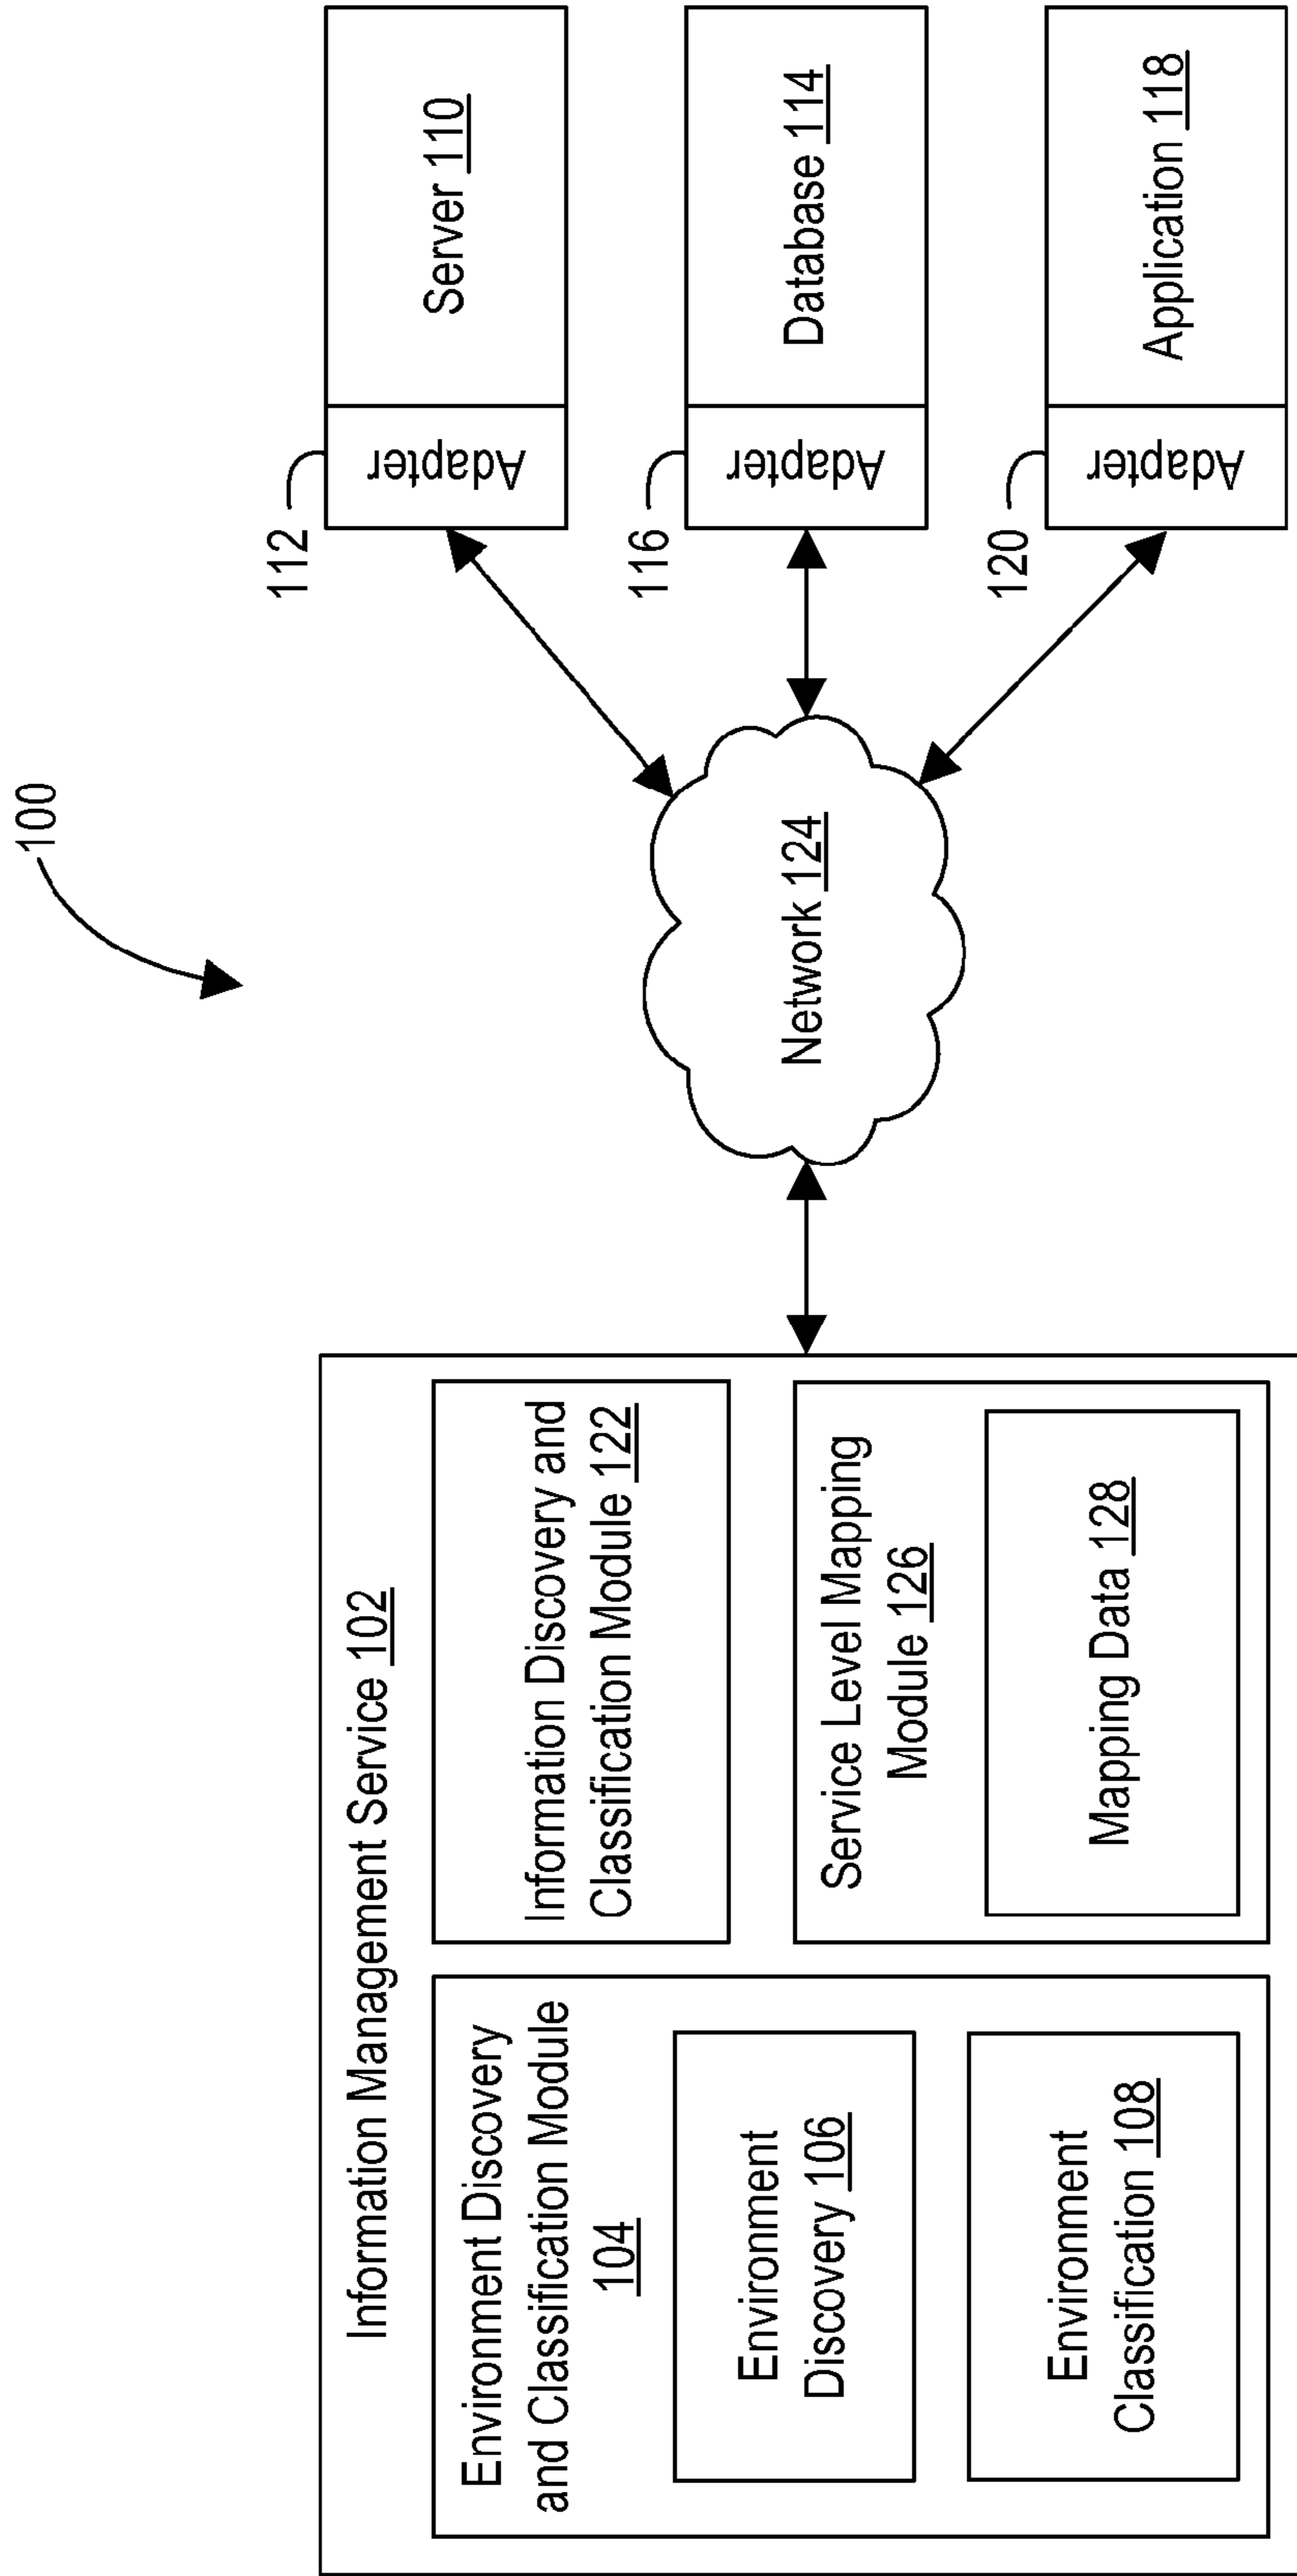 100
Information Management Service 102
Environment Discovery
and Classification Module
104
Environment
Discovery 106
Environment
Classification 108
Information Discovery and
Classification Module 122
Service Level Mapping
Module 126
Mapping Data 128
Network 124
112
Adapter
Server 110
116
Adapter
Database 114
120
Adapter
Application 118